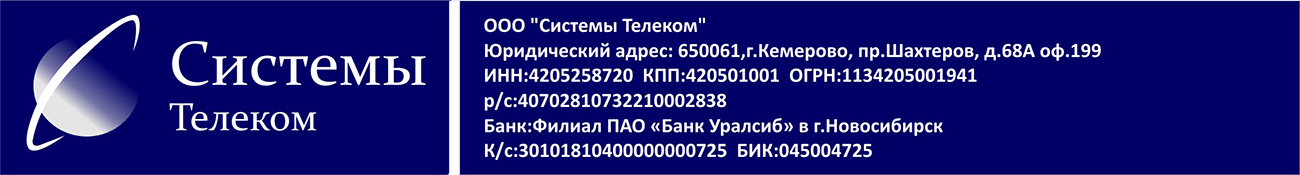 Системы
Телеком
ООО "Системы Телеком"
Юридический адрес: 650061,г.Кемерово, пр.Шахтеров, д.68А оф.199
ИНН:4205258720 КПП:420501001 ОГРН:1134205001941
р/с:40702810732210002838
Банк:Филиал ПАО «Банк Уралсиб» в г.Новосибирск
К/с:30101810400000000725 БИК:045004725